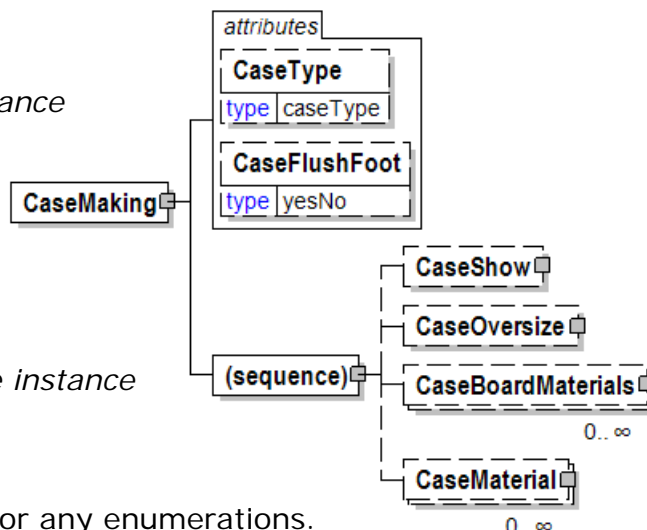 attributes
CaseType
type caseType
CaseFlushFoot
type yesNo
CaseMaking
CaseShow
CaseOversize
(sequence)
CaseBoardMaterials
0.. ∞
CaseMaterial
0.. ∞
instance
or any enumerations.